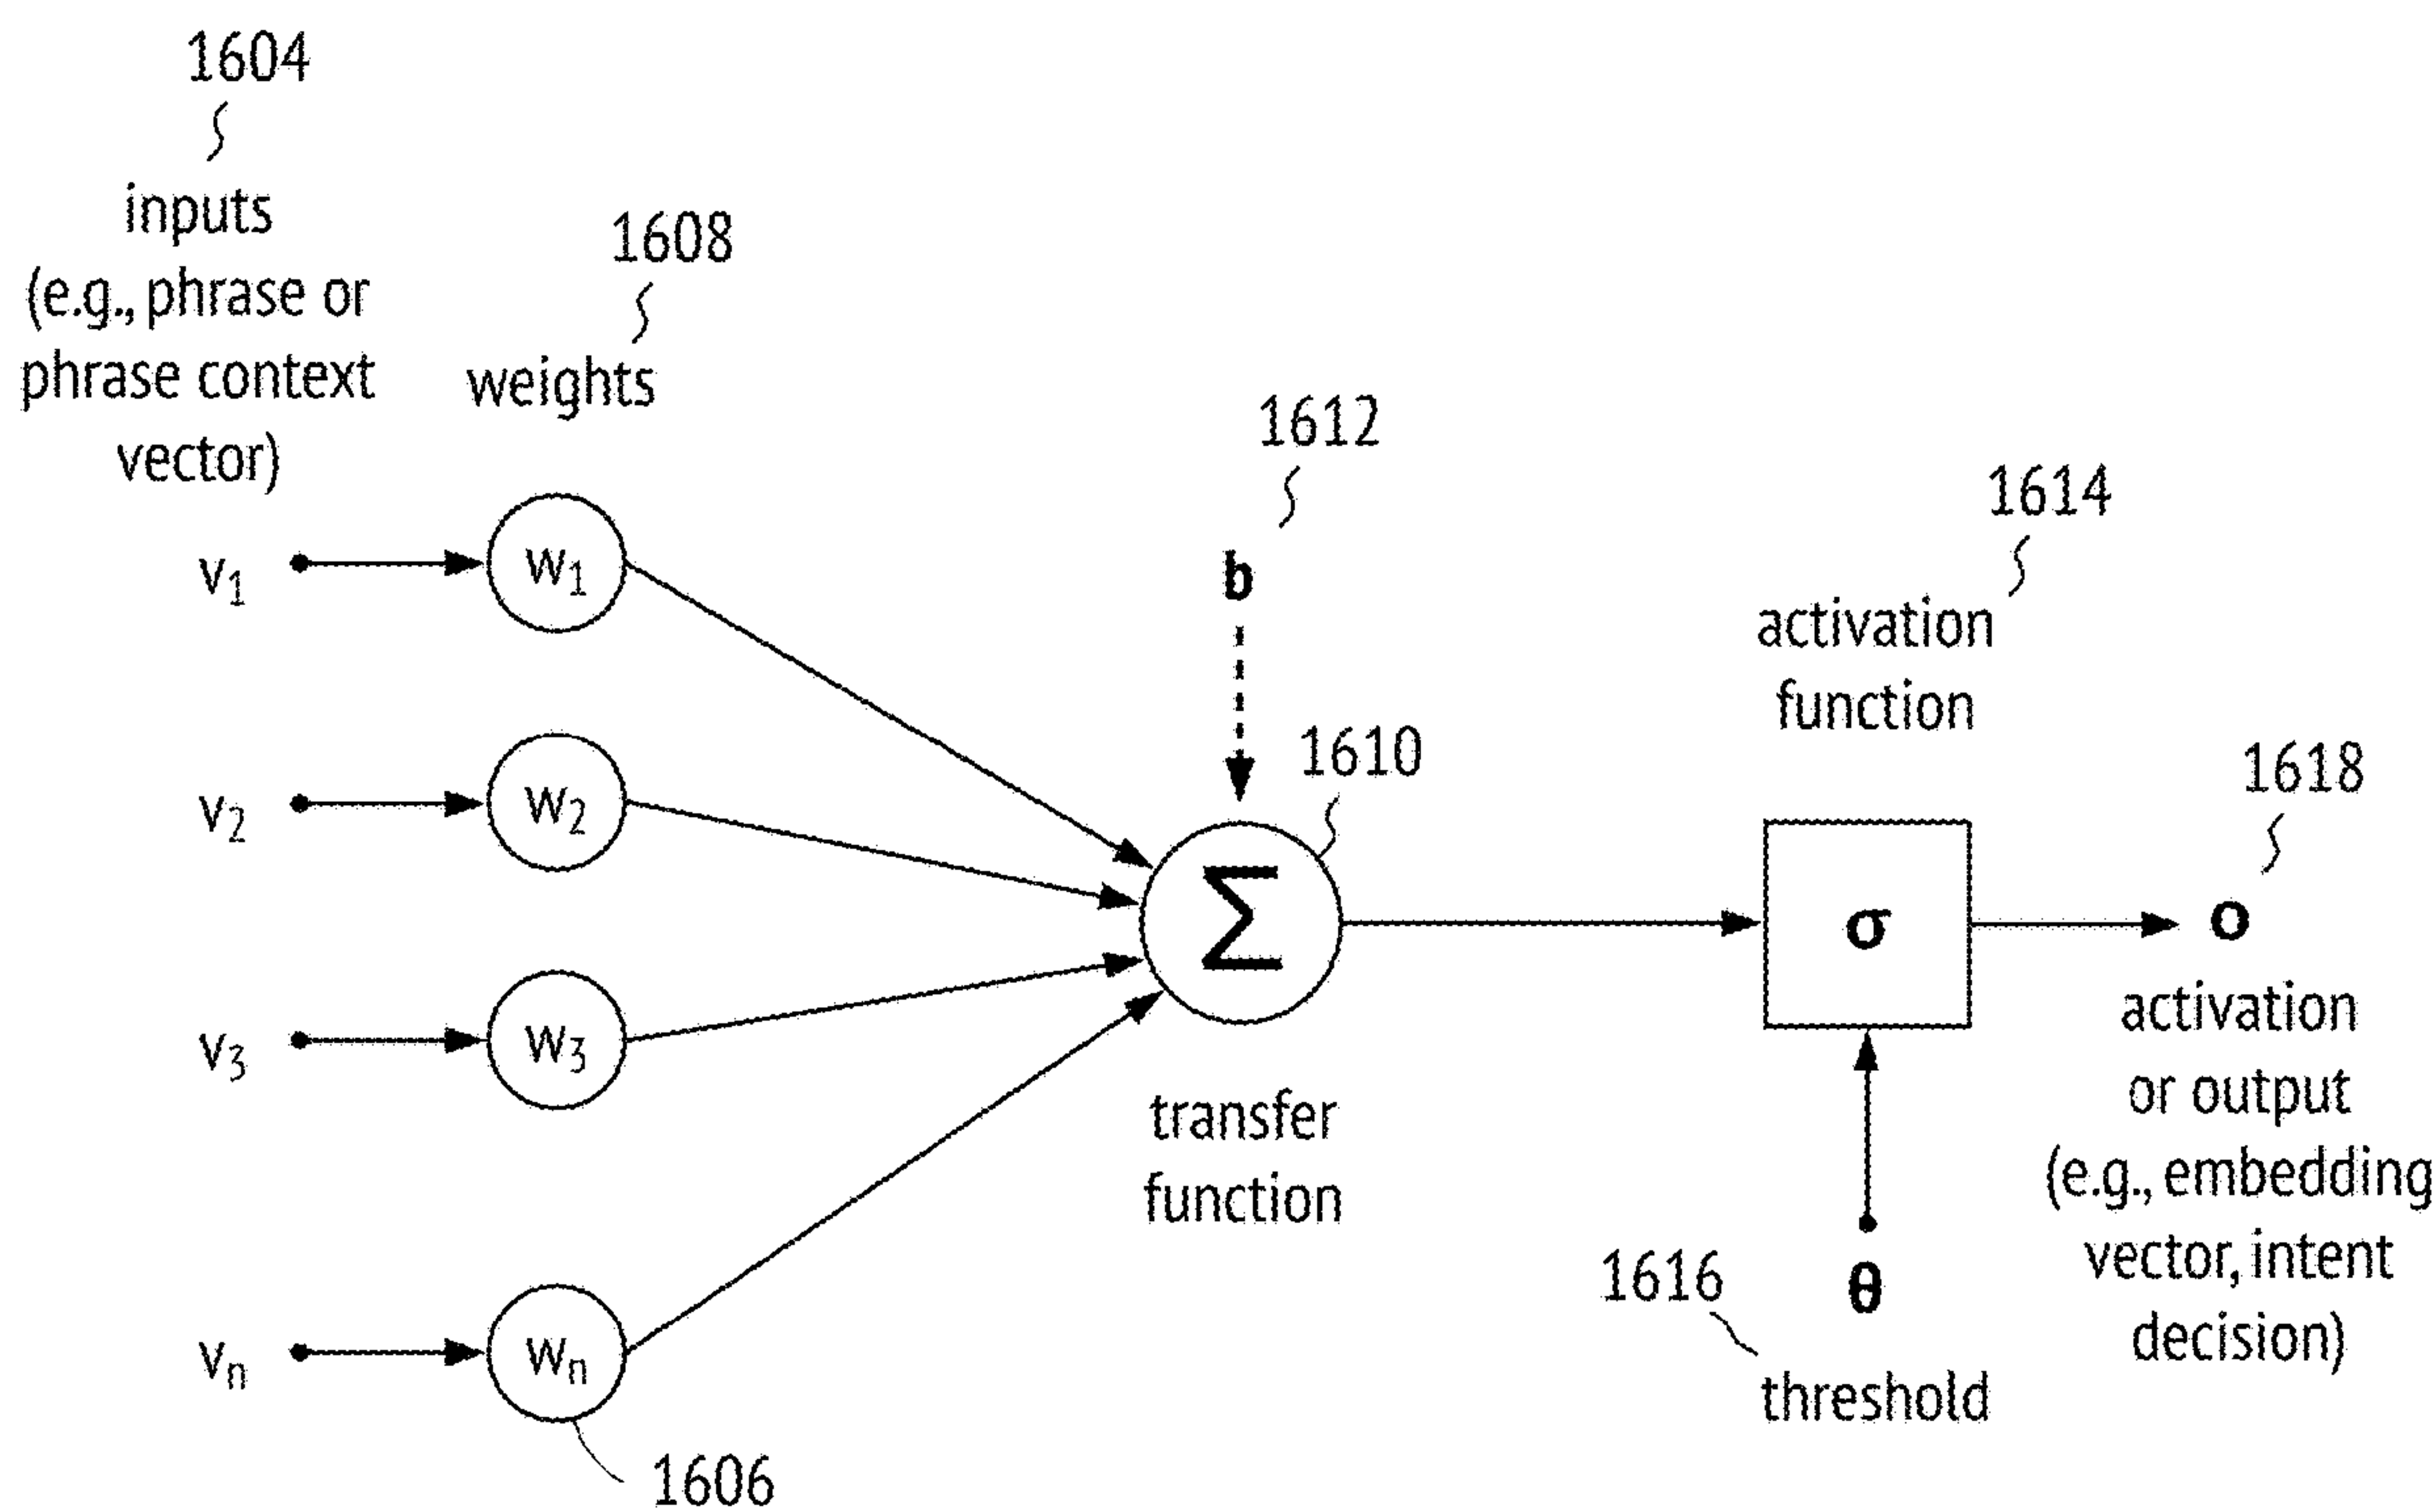 1604
inputs
(e.g., phrase or
phrase context
vector)
1608
weights
1612
b
1614
activation
function
1610
1618
v1
w1
v2
w2
v3
w3
vn
wn
1606
Σ
transfer
function
σ
o
activation
or output
(e.g., embedding
vector, intent
decision)
1616
θ
threshold